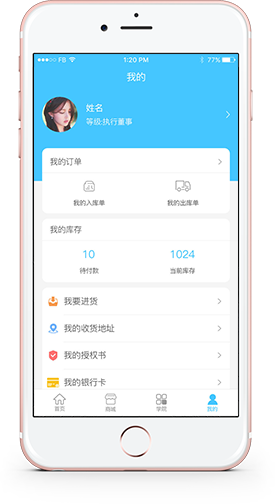 FB 1:20 PM 77%
我的
姓名
等级:执行董事
我的订单
我的入库单 我的出库单
我的库存
10 1024
待付款 当前库存
我要进货
我的收货地址
我的授权书
我的银行卡
首页 商城 学院 我的